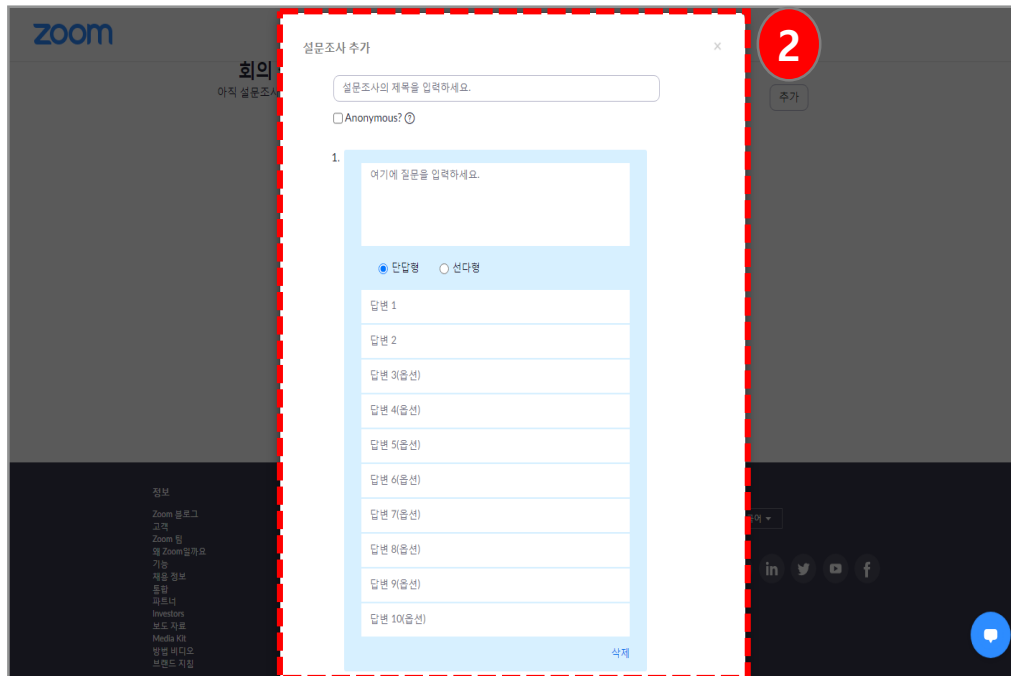 zoom
설문조사 추가
×
2
회의
아직 설문조사
추가
설문조사의 제목을 입력하세요.
Anonymous? ?
1.
여기에 질문을 입력하세요.
단답형 선다형
답변 1
답변 2
답변 3(옵션)
답변 4(옵션)
답변 5(옵션)
답변 6(옵션)
답변 7(옵션)
답변 8(옵션)
답변 9(옵션)
답변 10(옵션)
삭제
정보
Zoom 블로그
고객
Zoom 팀
왜 Zoom일까요
기능
채용 정보
통합
파트너
Investors
보도 자료
Media Kit
방법 비디오
브랜드 지침
in
f